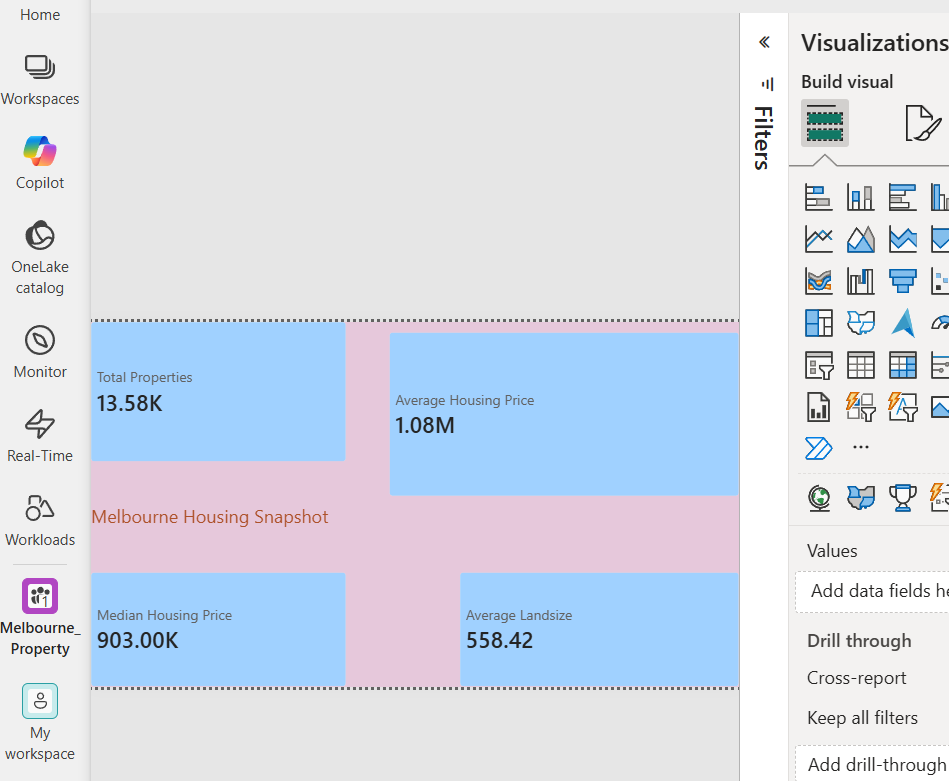 Home
Workspaces
Copilot
OneLake
catalog
Monitor
Real-Time
Workloads
1
Melbourne_
Property
My
workspace
Total Properties
13.58K
Average Housing Price
1.08M
Melbourne Housing Snapshot
Median Housing Price
903.00K
Average Landsize
558.42
Filters
Visualizations
Build visual
Values
Add data fields he
Drill through
Cross-report
Keep all filters
Add drill-through